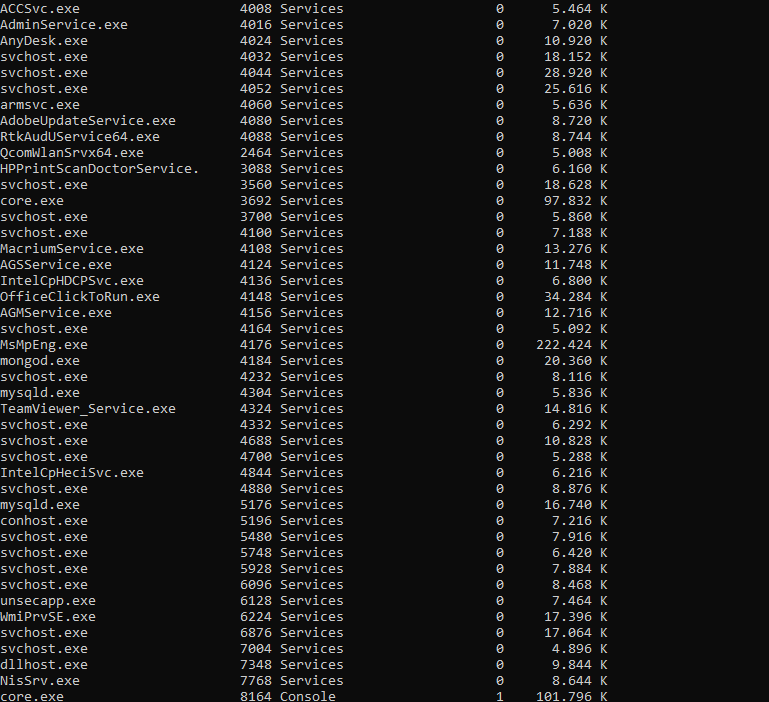 ACCSvc.exe 4008 Services 0 5.464 K
AdminService.exe 4016 Services 0 7.020 K
AnyDesk.exe 4024 Services 0 10.920 K
svchost.exe 4032 Services 0 18.152 K
svchost.exe 4044 Services 0 28.920 K
svchost.exe 4052 Services 0 25.616 K
armsvc.exe 4060 Services 0 5.636 K
AdobeUpdateService.exe 4080 Services 0 8.720 K
RtkAudUService64.exe 4088 Services 0 8.744 K
QcomWlanSrvx64.exe 2464 Services 0 5.008 K
HPPrintScanDoctorService. 3088 Services 0 6.160 K
svchost.exe 3560 Services 0 18.628 K
core.exe 3692 Services 0 97.832 K
svchost.exe 3700 Services 0 5.860 K
svchost.exe 4100 Services 0 7.188 K
MacriumService.exe 4108 Services 0 13.276 K
AGSService.exe 4124 Services 0 11.748 K
IntelCpHDCPSvc.exe 4136 Services 0 6.800 K
OfficeClickToRun.exe 4148 Services 0 34.284 K
AGMService.exe 4156 Services 0 12.716 K
svchost.exe 4164 Services 0 5.092 K
MsMpEng.exe 4176 Services 0 222.424 K
mongod.exe 4184 Services 0 20.360 K
svchost.exe 4232 Services 0 8.116 K
mysqld.exe 4304 Services 0 5.836 K
TeamViewer_Service.exe 4324 Services 0 14.816 K
svchost.exe 4332 Services 0 6.292 K
svchost.exe 4688 Services 0 10.828 K
svchost.exe 4700 Services 0 5.288 K
IntelCpHeciSvc.exe 4844 Services 0 6.216 K
svchost.exe 4880 Services 0 8.876 K
mysqld.exe 5176 Services 0 16.740 K
conhost.exe 5196 Services 0 7.216 K
svchost.exe 5480 Services 0 7.916 K
svchost.exe 5748 Services 0 6.420 K
svchost.exe 5928 Services 0 7.884 K
svchost.exe 6096 Services 0 8.468 K
unsecapp.exe 6128 Services 0 7.464 K
WmiPrvSE.exe 6224 Services 0 17.396 K
svchost.exe 6876 Services 0 17.064 K
svchost.exe 7004 Services 0 4.896 K
dllhost.exe 7348 Services 0 9.844 K
NisSrv.exe 7768 Services 0 8.644 K
core.exe 8164 Console 1 101.796 K